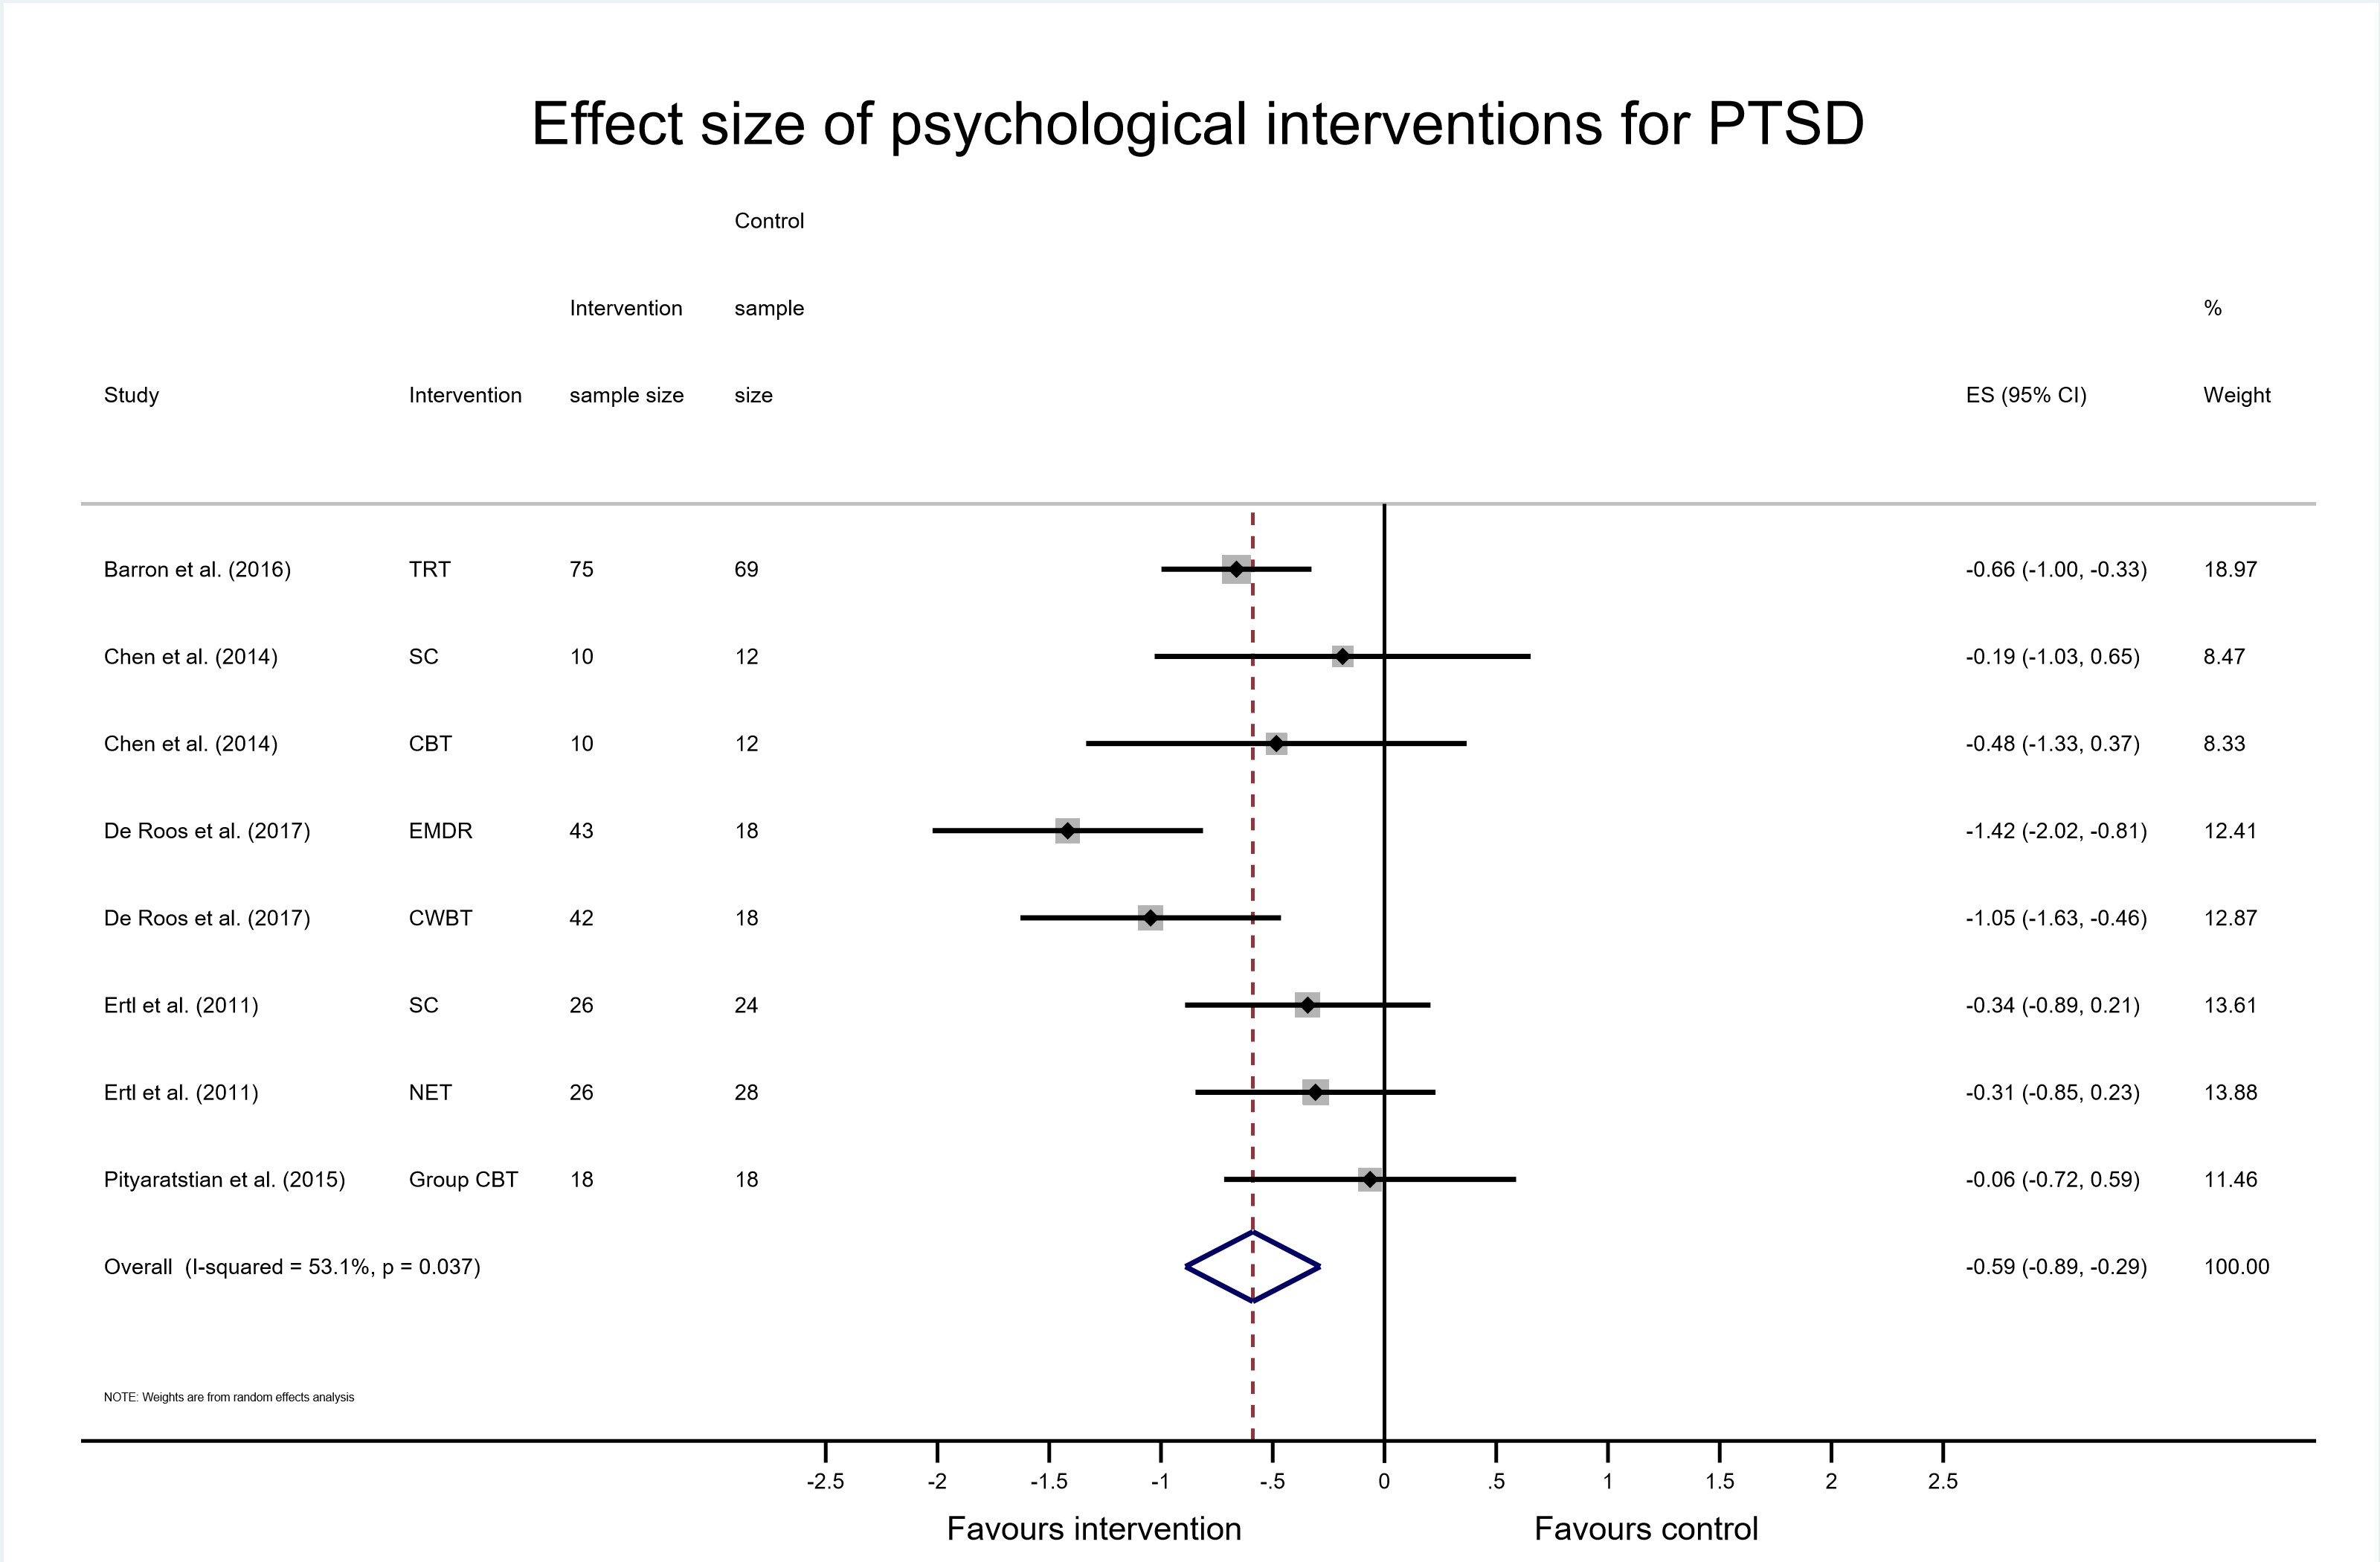 Effect size of psychological interventions for PTSD
Control
Intervention sample %
Study Intervention sample size size ES (95% CI) Weight
Barron et al. (2016) TRT 75 69 -0.66 (-1.00, -0.33) 18.97
Chen et al. (2014) SC 10 12 -0.19 (-1.03, 0.65) 8.47
Chen et al. (2014) CBT 10 12 -0.48 (-1.33, 0.37) 8.33
De Roos et al. (2017) EMDR 43 18 -1.42 (-2.02, -0.81) 12.41
De Roos et al. (2017) CWBT 42 18 -1.05 (-1.63, -0.46) 12.87
Ertl et al. (2011) SC 26 24 -0.34 (-0.89, 0.21) 13.61
Ertl et al. (2011) NET 26 28 -0.31 (-0.85, 0.23) 13.88
Pityaratstian et al. (2015) Group CBT 18 18 -0.06 (-0.72, 0.59) 11.46
Overall (I-squared = 53.1%, p = 0.037) -0.59 (-0.89, -0.29) 100.00
NOTE: Weights are from random effects analysis
-2.5 -2 -1.5 -1 -.5 0 .5 1 1.5 2 2.5
Favours intervention Favours control